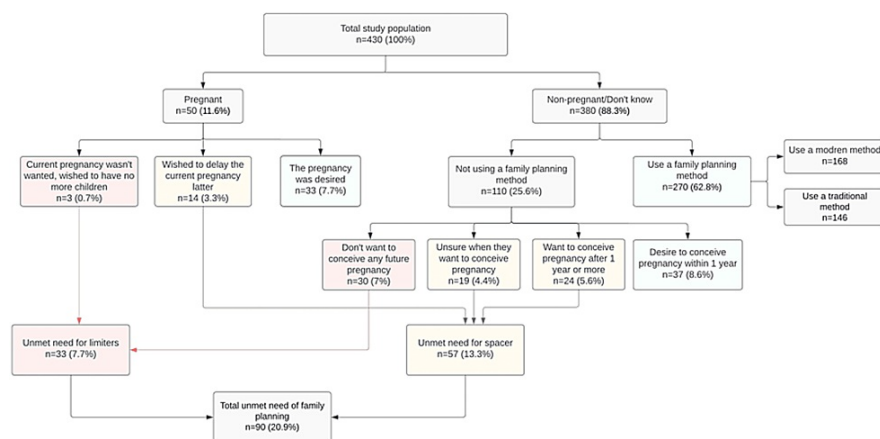 Total study population
n=430 (100%)
Pregnant
n=50 (11.6%)
Non-pregnant/Don't know
n=380 (88.3%)
Current pregnancy wasn't
wanted, wished to have no
more children
n=3 (0.7%)
Wished to delay the
current pregnancy
latter
n=14 (3.3%)
The pregnancy
was desired
n=33 (7.7%)
Not using a family planning
method
n=110 (25.6%)
Use a family planning
method
n=270 (62.8%)
Use a modren method
n=168
Use a traditional
method
n=146
Don't want to
conceive any future
pregnancy
n=30 (7%)
Unsure when they
want to conceive
pregnancy
n=19 (4.4%)
Want to conceive
pregnancy after 1
year or more
n=24 (5.6%)
Desire to conceive
pregnancy within 1 year
n=37 (8.6%)
Unmet need for limiters
n=33 (7.7%)
Unmet need for spacer
n=57 (13.3%)
Total unmet need of family
planning
n=90 (20.9%)